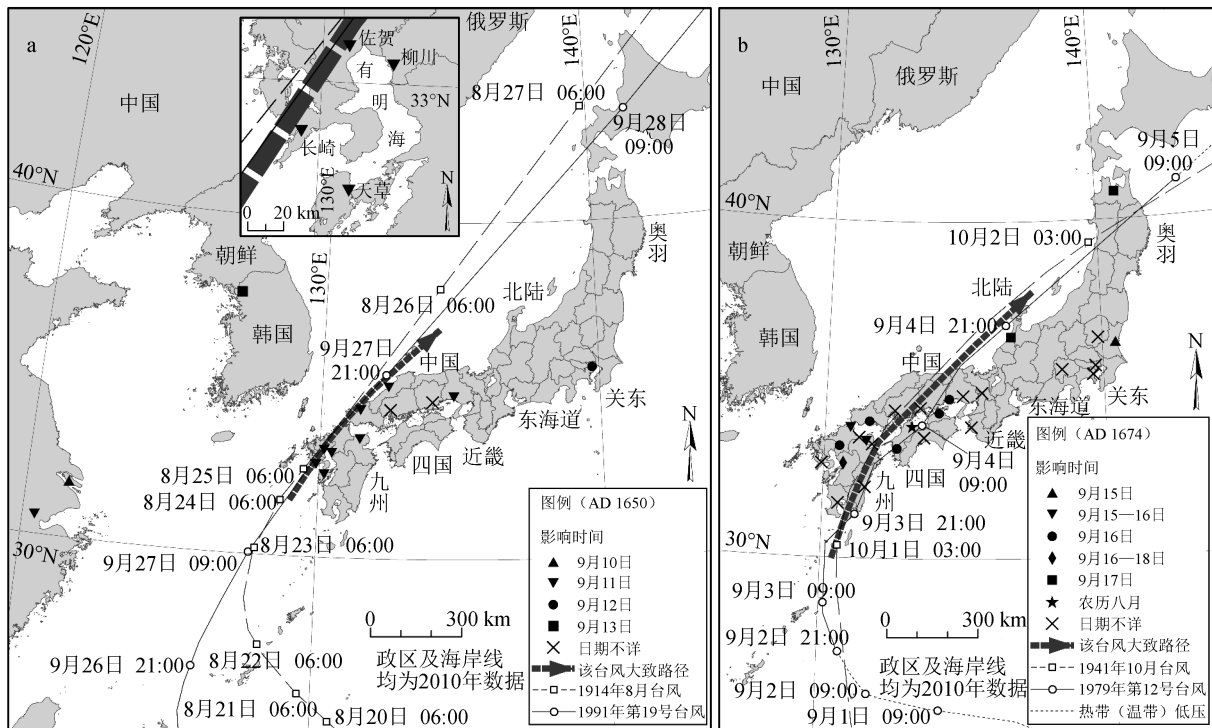 a
120°E
中国
40°N
30°N
朝鲜
韩国
俄罗斯
140°E
130°E
佐贺
柳川
有
明
海
33°N
长崎
130°E
天草
N
0 20 km
8月27日 06:00
9月28日
09:00
奥
羽
北陆
8月26日 06:00
9月27日
21:00
中国
关东
东海道
近畿
四国
九
州
8月25日 06:00
8月24日 06:00
8月23日 06:00
9月27日 09:00
9月26日 21:00
8月22日 06:00
8月21日 06:00
8月20日 06:00
N
0 300 km
政区及海岸线
均为2010年数据
图例（AD 1650）
影响时间
9月10日
9月11日
9月12日
9月13日
日期不详
该台风大致路径
1914年8月台风
1991年第19号台风
b
130°E
140°E
俄罗斯
中国
40°N
30°N
朝鲜
韩国
9月5日
09:00
10月2日 03:00
奥
羽
北陆
9月4日 21:00
中国
关东
东海道
近畿
四国
九
州
9月4日
09:00
9月3日 21:00
10月1日 03:00
9月3日 09:00
9月2日 21:00
9月2日 09:00
9月1日 09:00
N
0 300 km
政区及海岸线
均为2010年数据
图例（AD 1674）
影响时间
9月15日
9月15—16日
9月16日
9月16—18日
9月17日
农历八月
日期不详
该台风大致路径
1941年10月台风
1979年第12号台风
热带（温带）低压